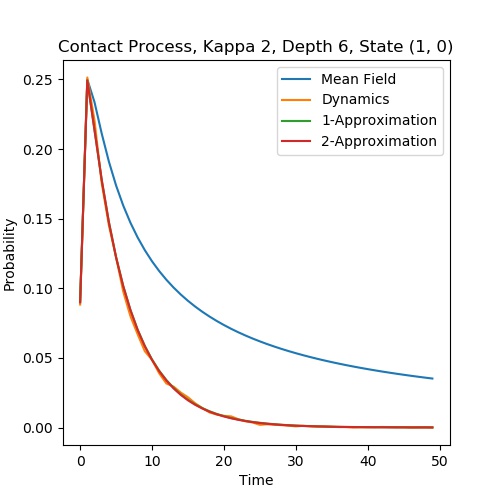 Contact Process, Kappa 2, Depth 6, State (1, 0)
Mean Field
Dynamics
1-Approximation
2-Approximation
0.25
0.20
0.15
0.10
0.05
0.00
Probability
0
10
20
30
40
50
Time